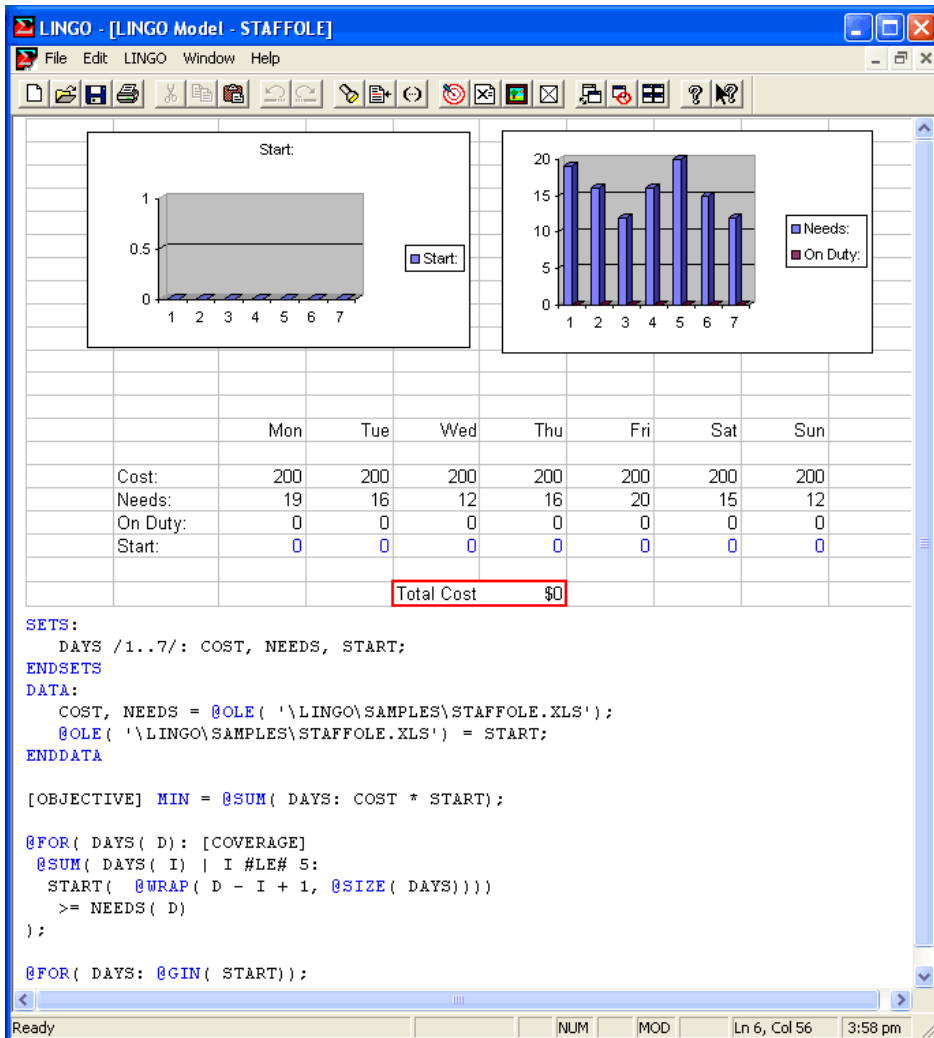 LINGO - [LINGO Model - STAFFOLE]
File Edit LINGO Window Help
Start:
1
0.5
0
1 2 3 4 5 6 7
Start:
20
15
10
5
0
1 2 3 4 5 6 7
Needs:
On Duty:
Mon Tue Wed Thu Fri Sat Sun
Cost: 200 200 200 200 200 200 200
Needs: 19 16 12 16 20 15 12
On Duty: 0 0 0 0 0 0 0
Start: 0 0 0 0 0 0 0
Total Cost $0
SETS:
DAYS /1..7/: COST, NEEDS, START;
ENDSETS
DATA:
COST, NEEDS = @OLE( '\LINGO\SAMPLES\STAFFOLE.XLS');
@OLE( '\LINGO\SAMPLES\STAFFOLE.XLS') = START;
ENDDATA
[OBJECTIVE] MIN = @SUM( DAYS: COST * START);
@FOR( DAYS( D): [COVERAGE]
@SUM( DAYS( I) | I #LE# 5:
START( @WRAP( D - I + 1, @SIZE( DAYS))))
>= NEEDS( D)
);
@FOR( DAYS: @GIN( START));
Ready NUM MOD Ln 6, Col 56 3:58 pm